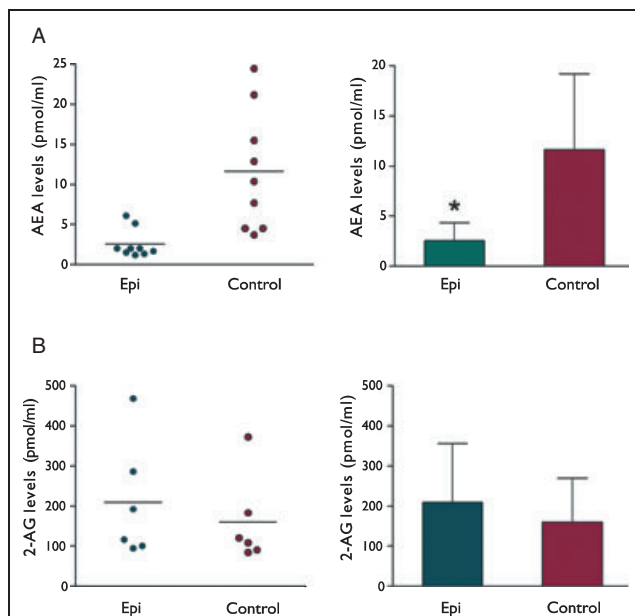 A
AEA levels (pmol/ml)
25
20
15
10
5
0
Epi
Control
AEA levels (pmol/ml)
20
15
10
5
0
*
Epi
Control
B
2-AG levels (pmol/ml)
500
400
300
200
100
0
Epi
Control
2-AG levels (pmol/ml)
500
400
300
200
100
0
Epi
Control